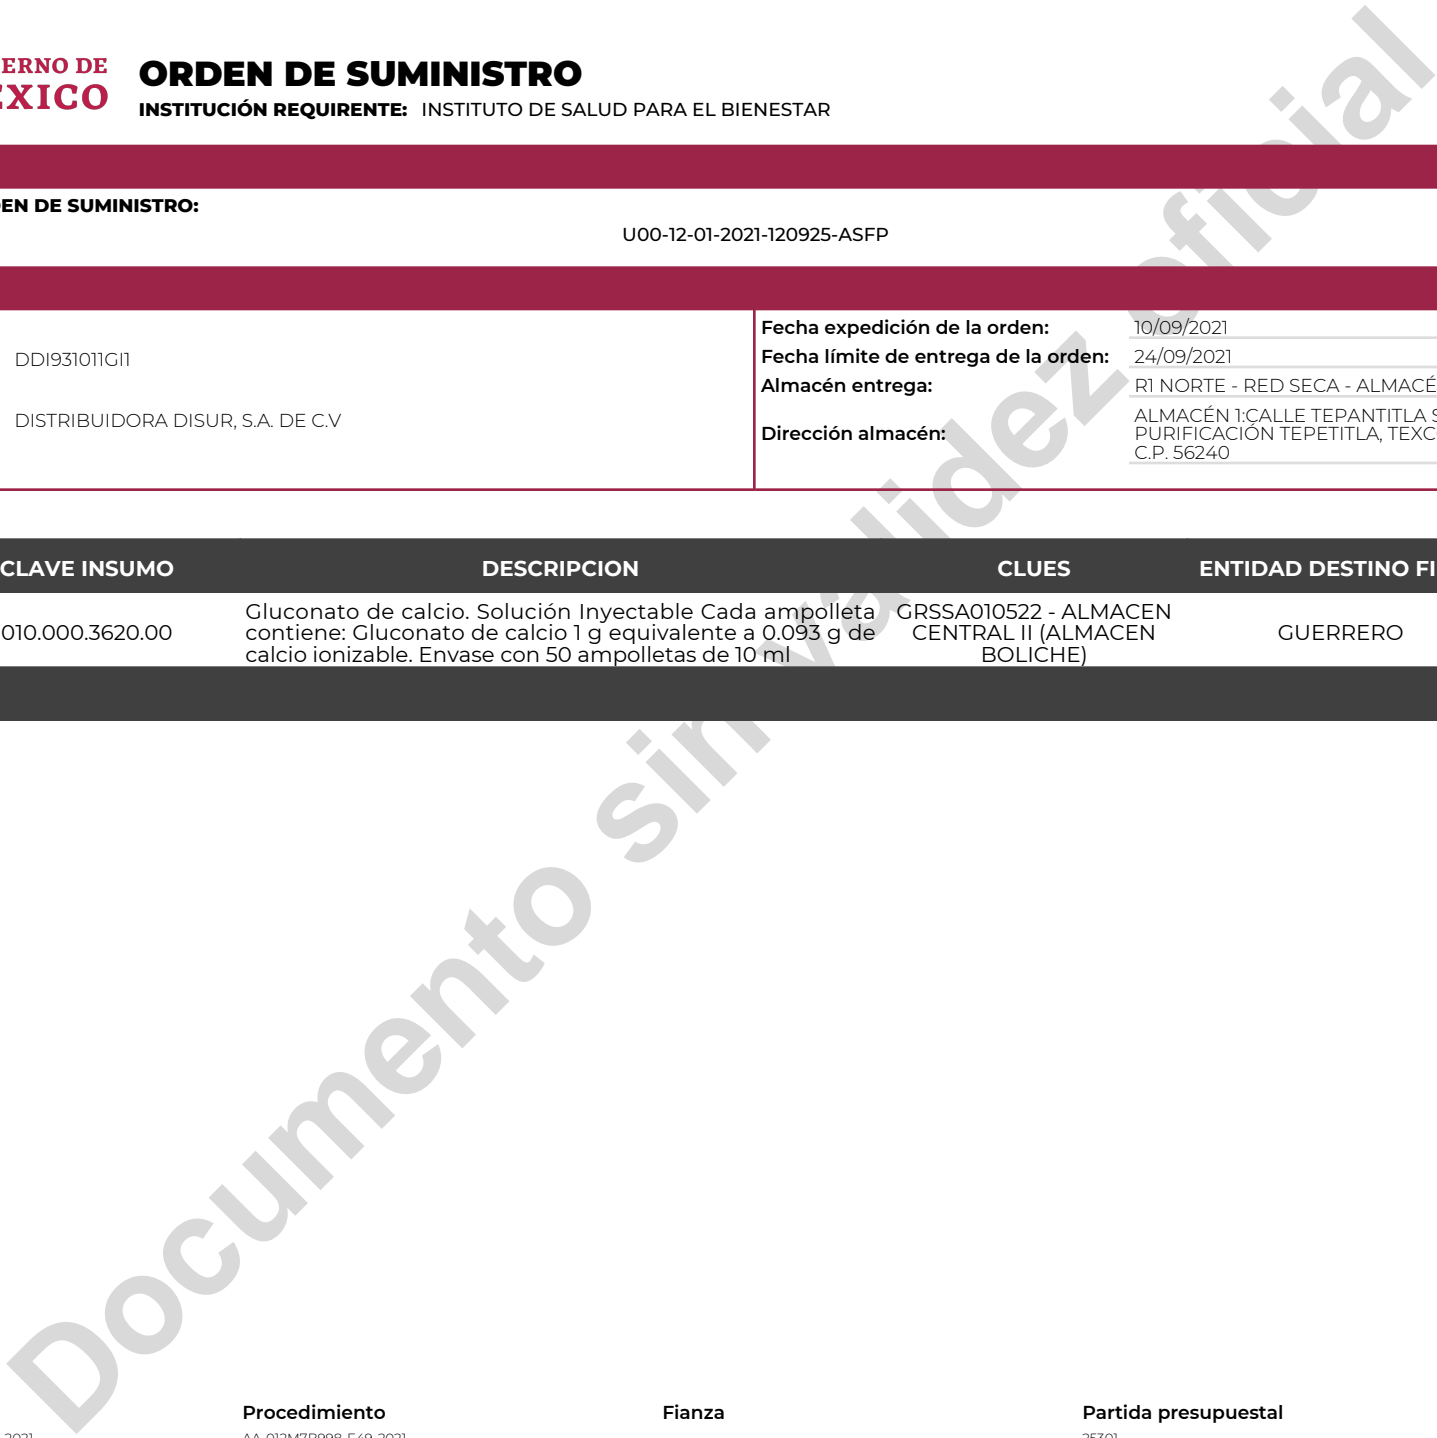 ERNO DE
EXICO
ORDEN DE SUMINISTRO
INSTITUCIÓN REQUIRENTE: INSTITUTO DE SALUD PARA EL BIENESTAR
EN DE SUMINISTRO:
U00-12-01-2021-120925-ASFP
DDI931011GI1
DISTRIBUIDORA DISUR, S.A. DE C.V
Fecha expedición de la orden: 10/09/2021
Fecha límite de entrega de la orden: 24/09/2021
Almacén entrega: R1 NORTE - RED SECA - ALMACÉ
Dirección almacén: ALMACÉN 1:CALLE TEPANTITLA S
PURIFICACIÓN TEPETITLA, TEXC
C.P. 56240
CLAVE INSUMO DESCRIPCION CLUES ENTIDAD DESTINO FI
010.000.3620.00
Gluconato de calcio. Solución Inyectable Cada ampolleta
contiene: Gluconato de calcio 1 g equivalente a 0.093 g de
calcio ionizable. Envase con 50 ampolletas de 10 ml
GRSSA010522 - ALMACEN
CENTRAL II (ALMACEN
BOLICHE)
GUERRERO
Documento sin validez oficial
Procedimiento Fianza Partida presupuestal